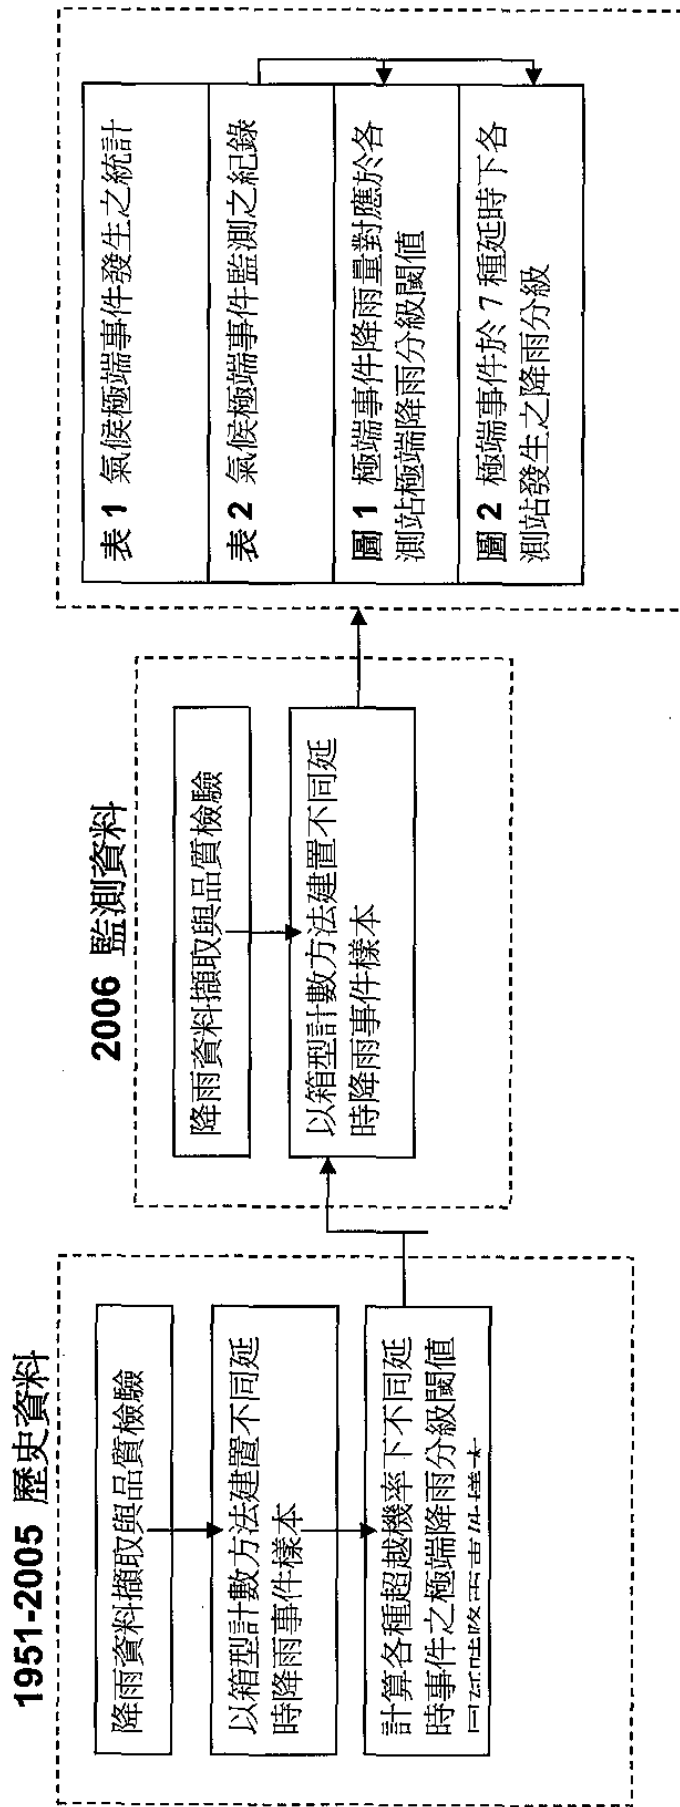 1951-2005 歷史資料
降雨資料擷取與品質檢驗
以箱型計數方法建置不同延
時降雨事件樣本
計算各種超越機率下不同延
時事件之極端降雨分級閾值
2006 監測資料
降雨資料擷取與品質檢驗
以箱型計數方法建置不同延
時降雨事件樣本
表 1 氣候極端事件發生之統計
表 2 氣候極端事件監測之紀錄
圖 1 極端事件降雨量對應於各
測站極端降雨分級閾值
圖 2 極端事件於 7 種延時下各
測站發生之降雨分級